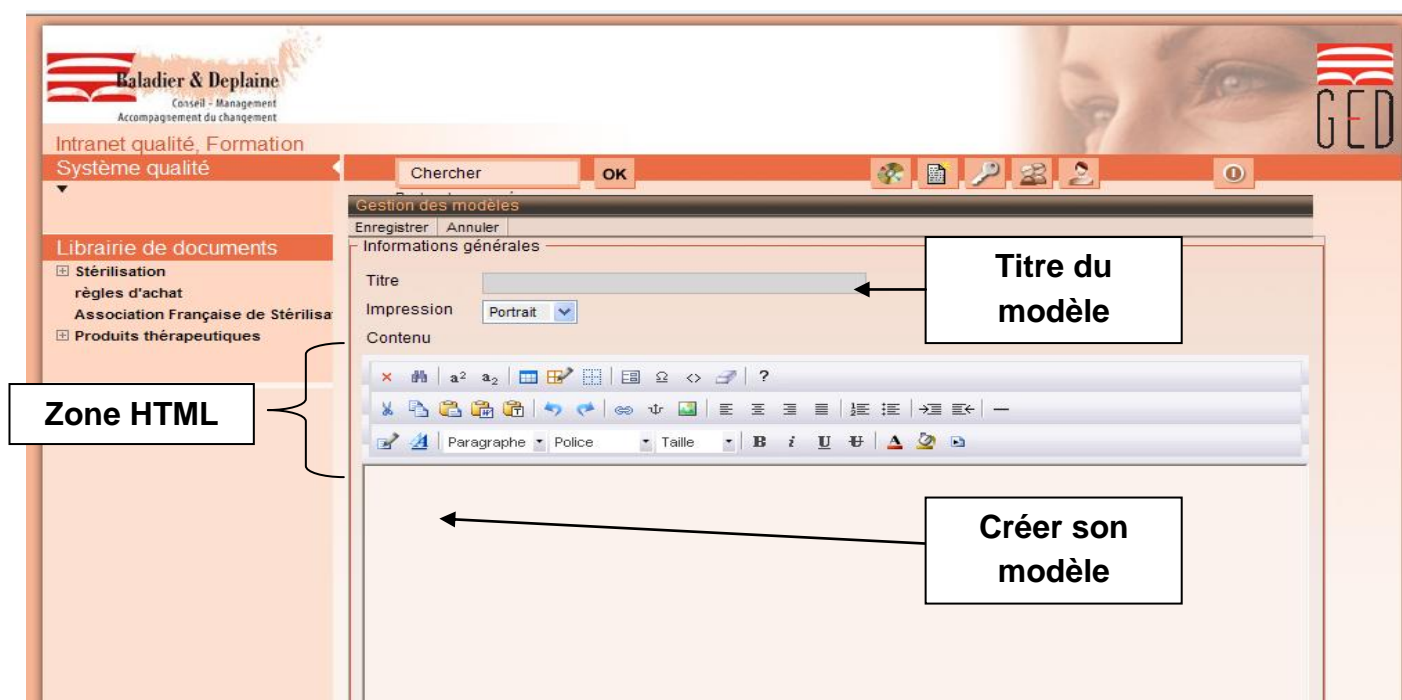 Baladier & Deplaine
Conseil - Management
Accompagnement du changement
GED
Intranet qualité, Formation
Système qualité
Chercher
OK
Gestion des modèles
Enregistrer
Annuler
Librairie de documents
Informations générales
Stérilisation
règles d'achat
Association Française de Stérilisa
Produits thérapeutiques
Titre
Titre du
modèle
Impression
Portrait
Contenu
Zone HTML
a² a₂ Ω <> ?
Paragraphe Police Taille B i U U A
Créer son
modèle